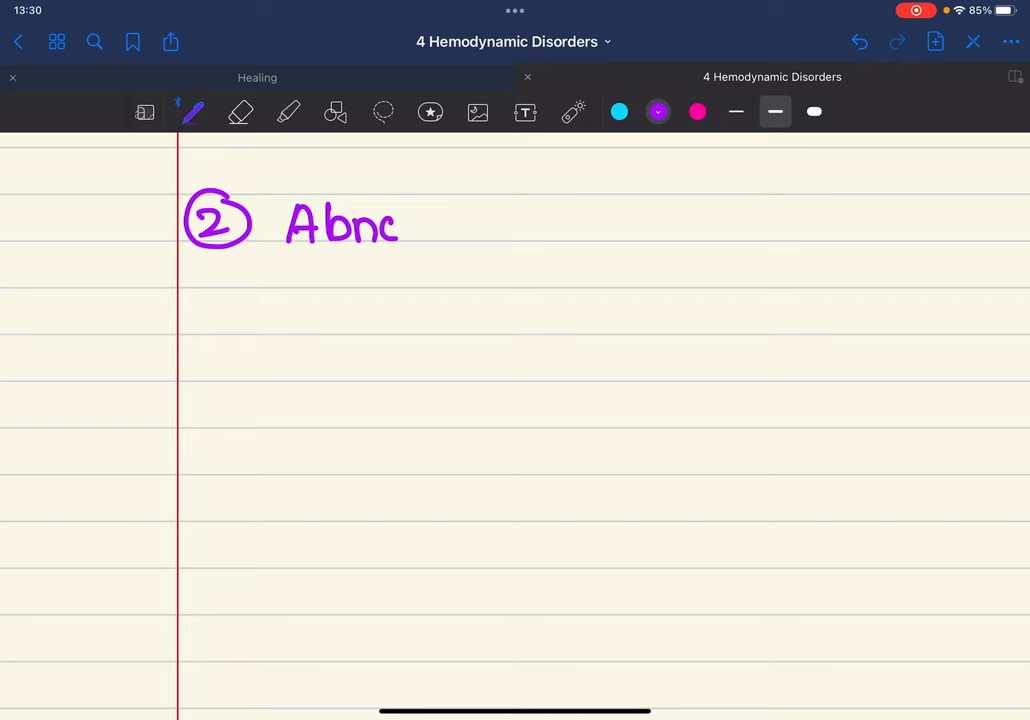 13:30
85%
4 Hemodynamic Disorders
Healing
4 Hemodynamic Disorders
T
2 Abnc